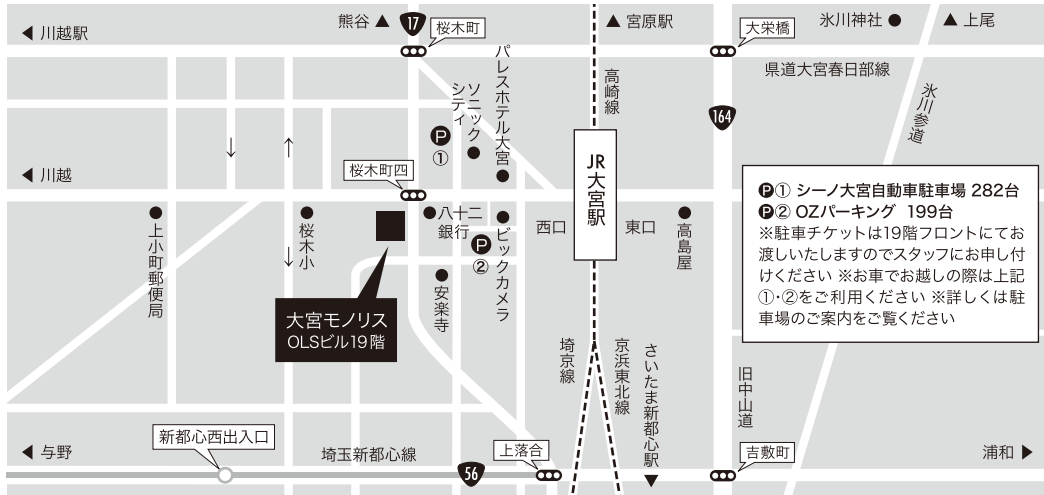 ◀ 川越駅
熊谷 ▲
17
桜木町
▲ 宮原駅
大栄橋
氷川神社 ●
▲ 上尾
県道大宮春日部線
パレスホテル大宮
ソニック
シティ
高崎線
164
氷川参道
↓
↑
P
①
◀ 川越
桜木町四
JR大宮駅
西口
東口
高島屋
上小町郵便局
桜木小
↓
八十二
銀行
P
②
ビックカメラ
安楽寺
大宮モノリス
OLSビル19階
P① シーノ大宮自動車駐車場 282台
P② OZパーキング 199台
※駐車チケットは19階フロントにてお
渡しいたしますのでスタッフにお申し付
けください ※お車でお越しの際は上記
①・②をご利用ください ※詳しくは駐
車場のご案内をご覧ください
埼京線
京浜東北線
さいたま新都心駅
▼
旧中山道
◀ 与野
新都心西出入口
埼玉新都心線
56
上落合
吉敷町
浦和 ▶